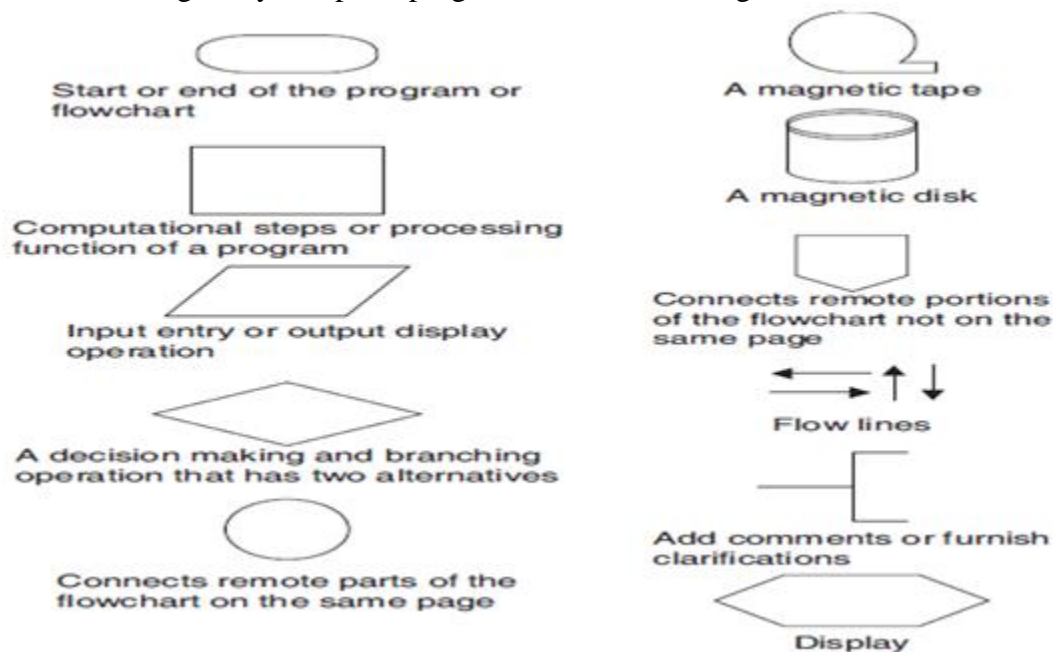 Start or end of the program or
flowchart
Computational steps or processing
function of a program
Input entry or output display
operation
A decision making and branching
operation that has two alternatives
Connects remote parts of the
flowchart on the same page
A magnetic tape
A magnetic disk
Connects remote portions
of the flowchart not on the
same page
Flow lines
Add comments or furnish
clarifications
Display